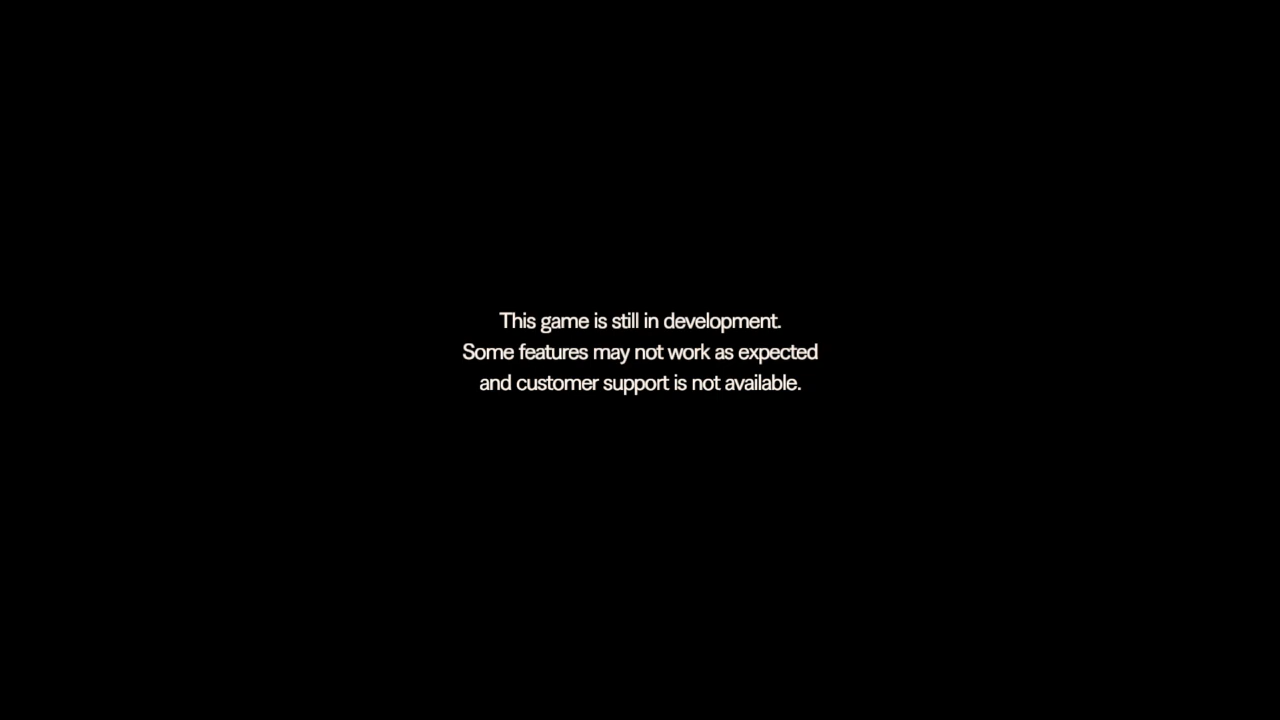 This game is still in development.
Some features may not work as expected
and customer support is not available.